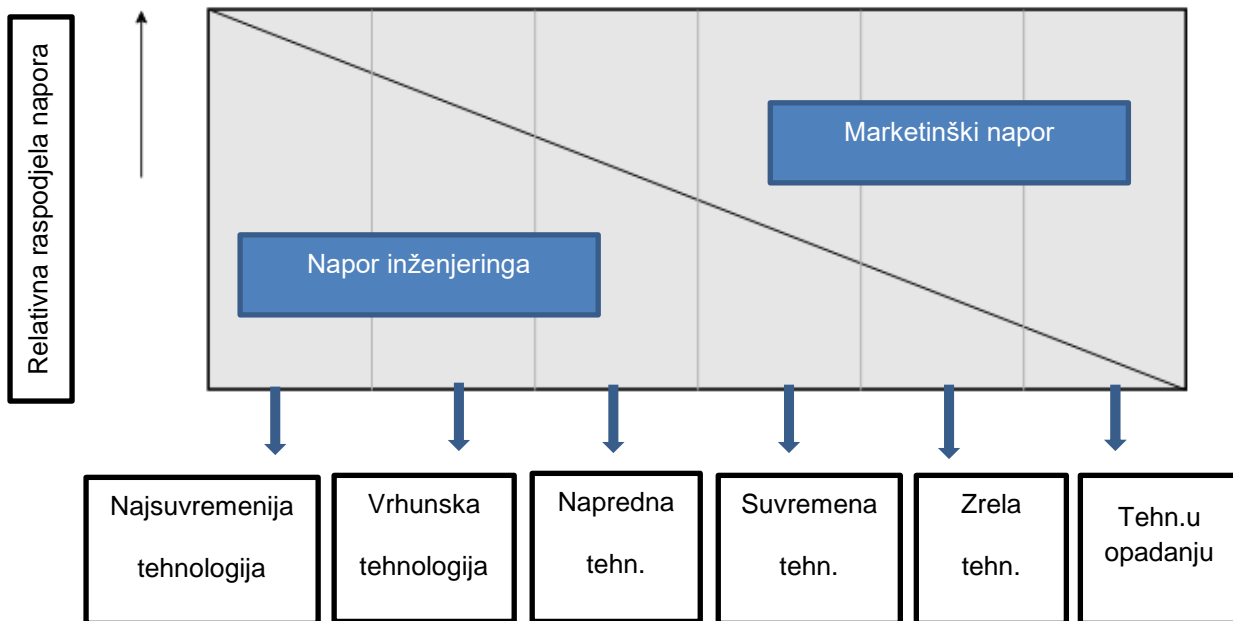 Relativna raspodjela napora
Marketinški napor
Napor inženjeringa
Najsuvremenija
tehnologija
Vrhunska
tehnologija
Napredna
tehn.
Suvremena
tehn.
Zrela
tehn.
Tehn.u
opadanju